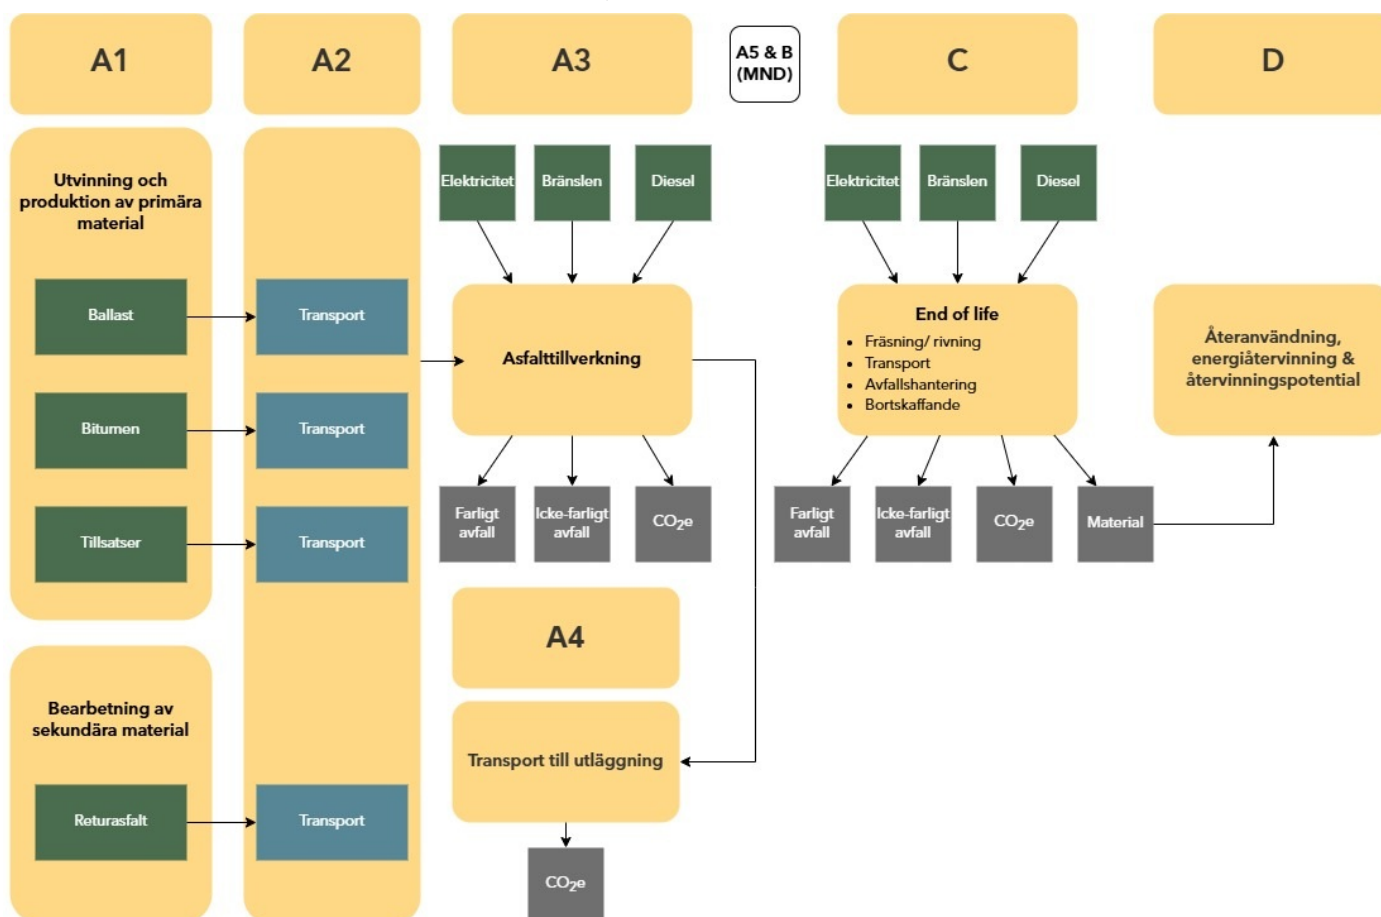 A1
A2
A3
A5 & B
(MND)
C
D
Utvinning och
produktion av primära
material
Ballast
Bitumen
Tillsatser
Bearbetning av
sekundära material
Returasfalt
Transport
Transport
Transport
Transport
Elektricitet
Bränslen
Diesel
Asfalttillverkning
Farligt
avfall
Icke-farligt
avfall
CO₂e
A4
Transport till utläggning
CO₂e
Elektricitet
Bränslen
Diesel
End of life
• Fräsning/ rivning
• Transport
• Avfallshantering
• Bortskaffande
Farligt
avfall
Icke-farligt
avfall
CO₂e
Material
Återanvändning,
energiåtervinning &
återvinningspotential